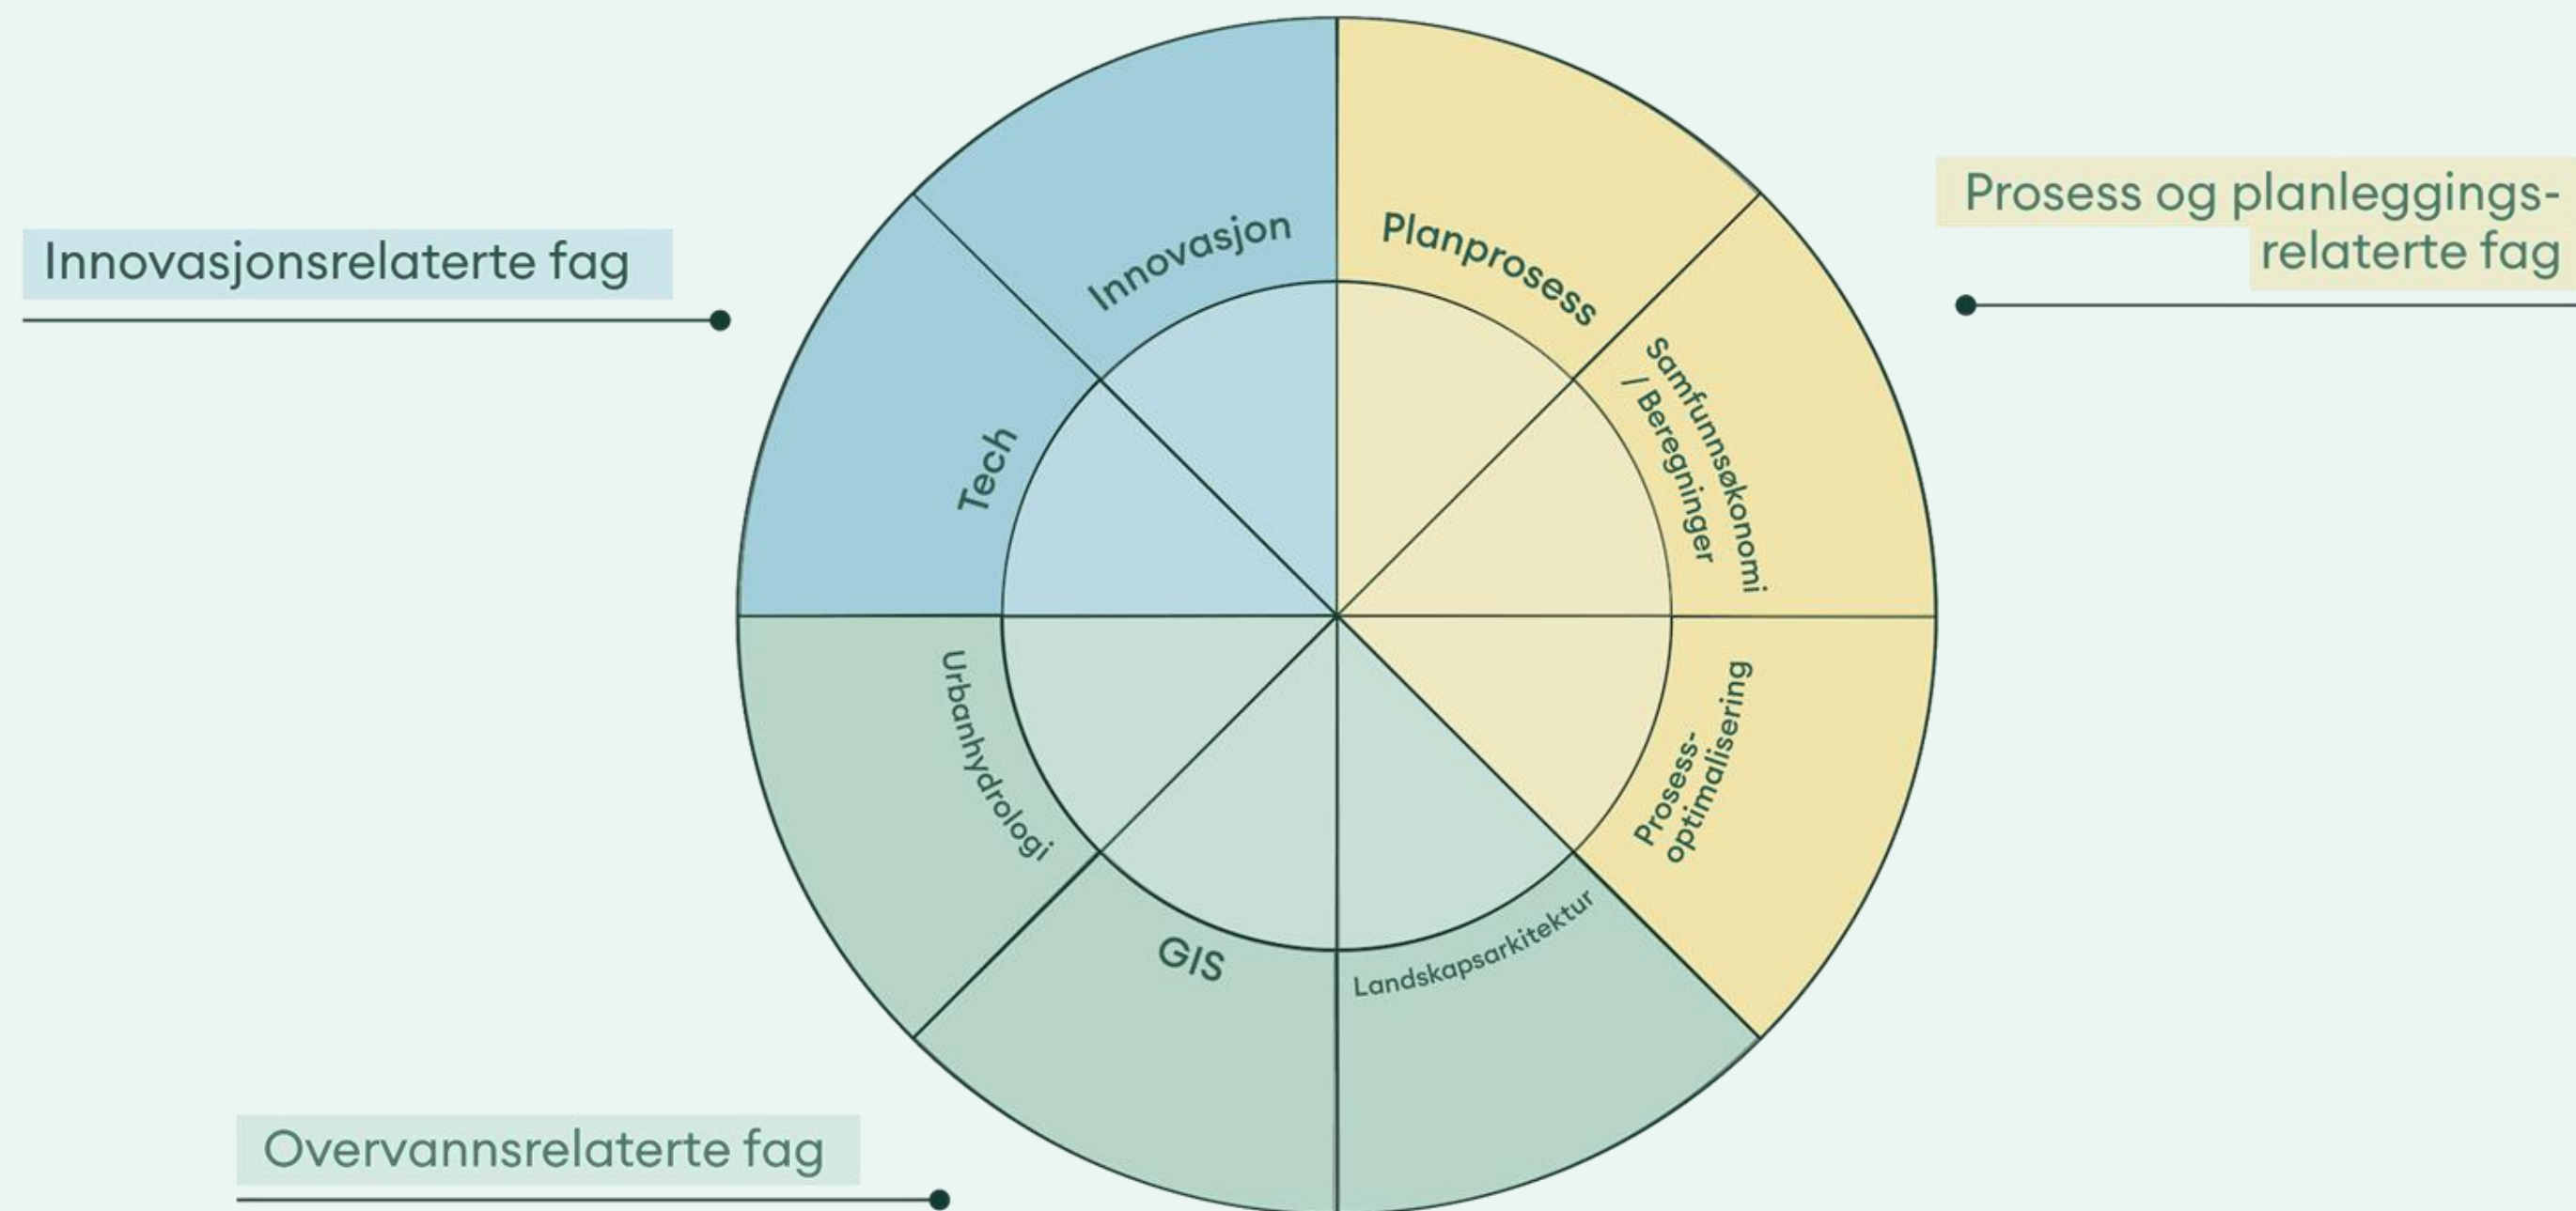 Innovasjonsrelaterte fag
Innovasjon
Planprosess
Prosess og planleggings-
relaterte fag
Tech
Samfunnsøkonomi
/ Beregninger
Urbanhydrologi
Prosess-
optimalisering
GIS
Landskapsarkitektur
Overvannsrelaterte fag